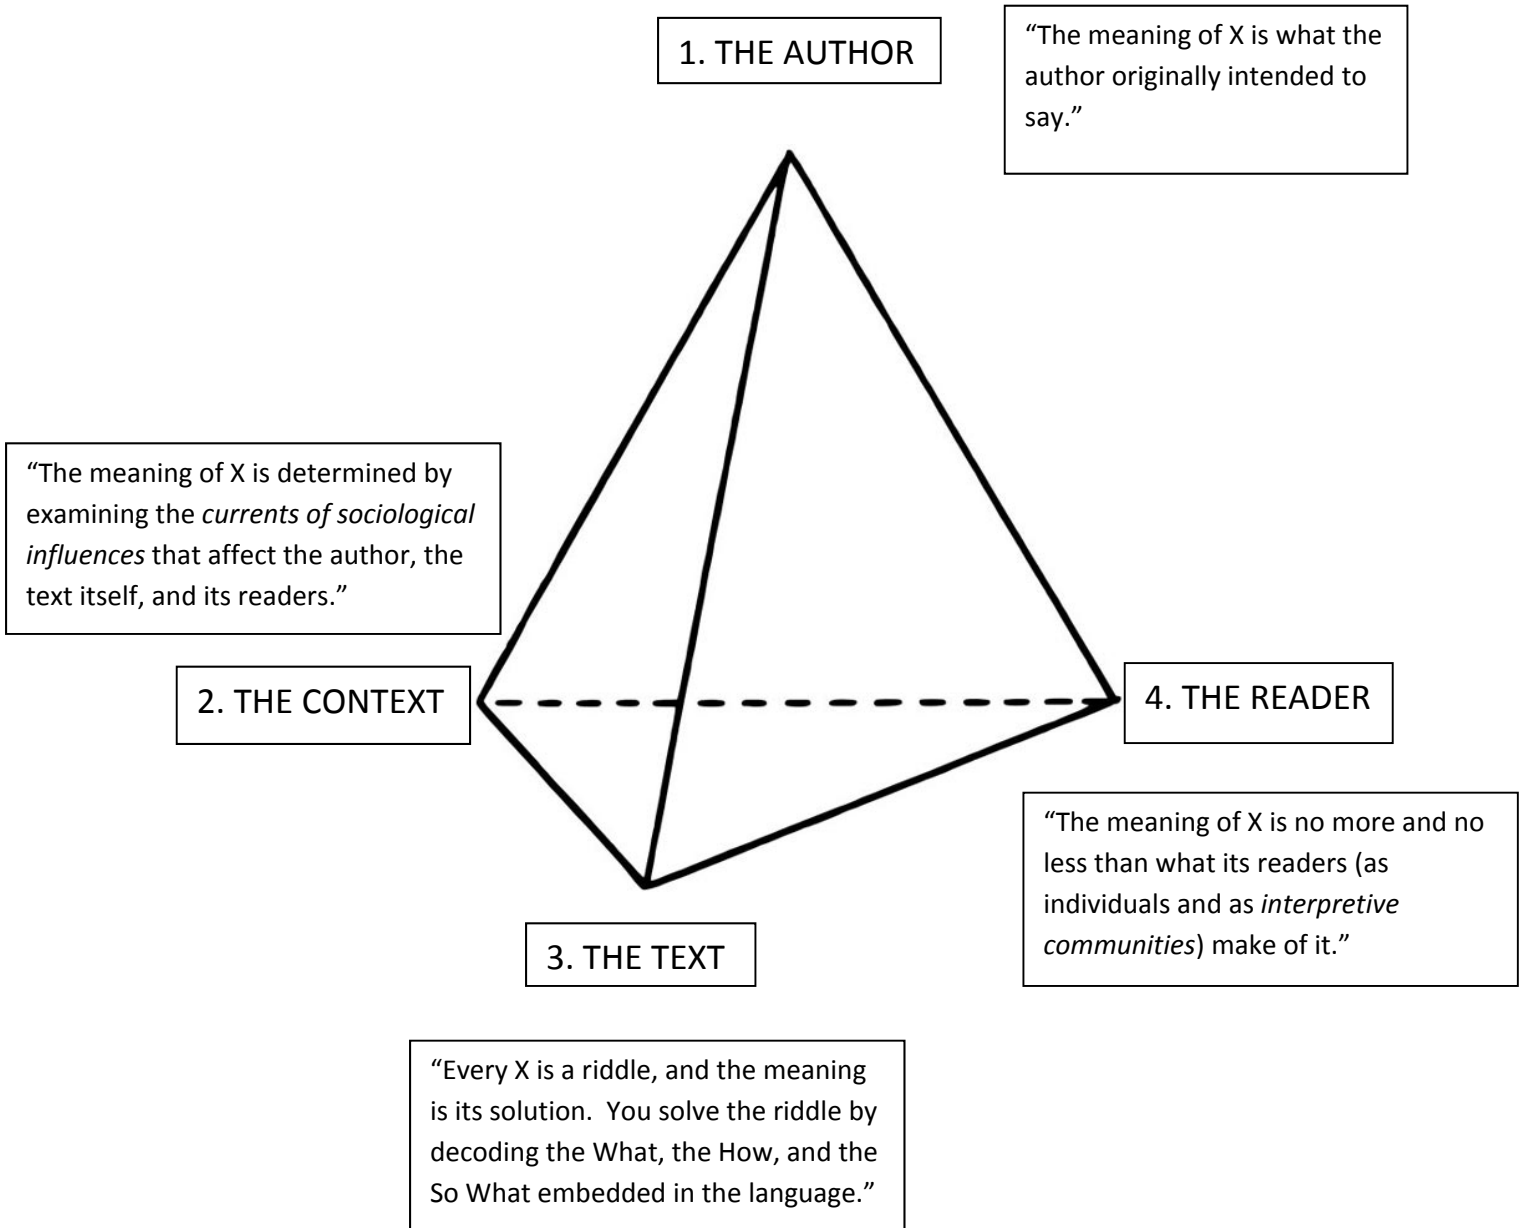 1. THE AUTHOR
“The meaning of X is what the
author originally intended to
say.”
“The meaning of X is determined by
examining the currents of sociological
influences that affect the author, the
text itself, and its readers.”
2. THE CONTEXT
4. THE READER
“The meaning of X is no more and no
less than what its readers (as
individuals and as interpretive
communities) make of it.”
3. THE TEXT
“Every X is a riddle, and the meaning
is its solution.  You solve the riddle by
decoding the What, the How, and the
So What embedded in the language.”